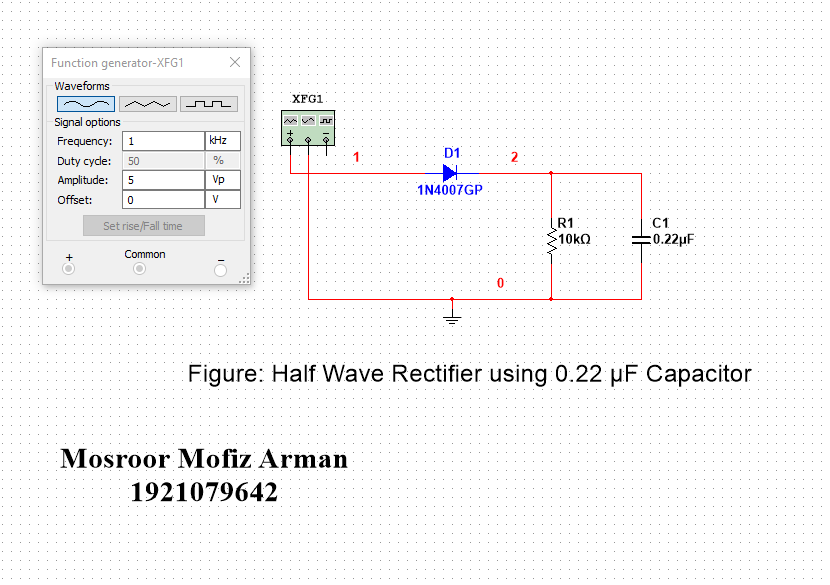 Function generator-XFG1
Waveforms
Signal options
Frequency: 1 kHz
Duty cycle: 50 %
Amplitude: 5 Vp
Offset: 0 V
Set rise/Fall time
+ Common −
XFG1
+ −
1 D1 2
1N4007GP
R1 C1
10kΩ 0.22µF
0
Figure: Half Wave Rectifier using 0.22 µF Capacitor
Mosroor Mofiz Arman
1921079642